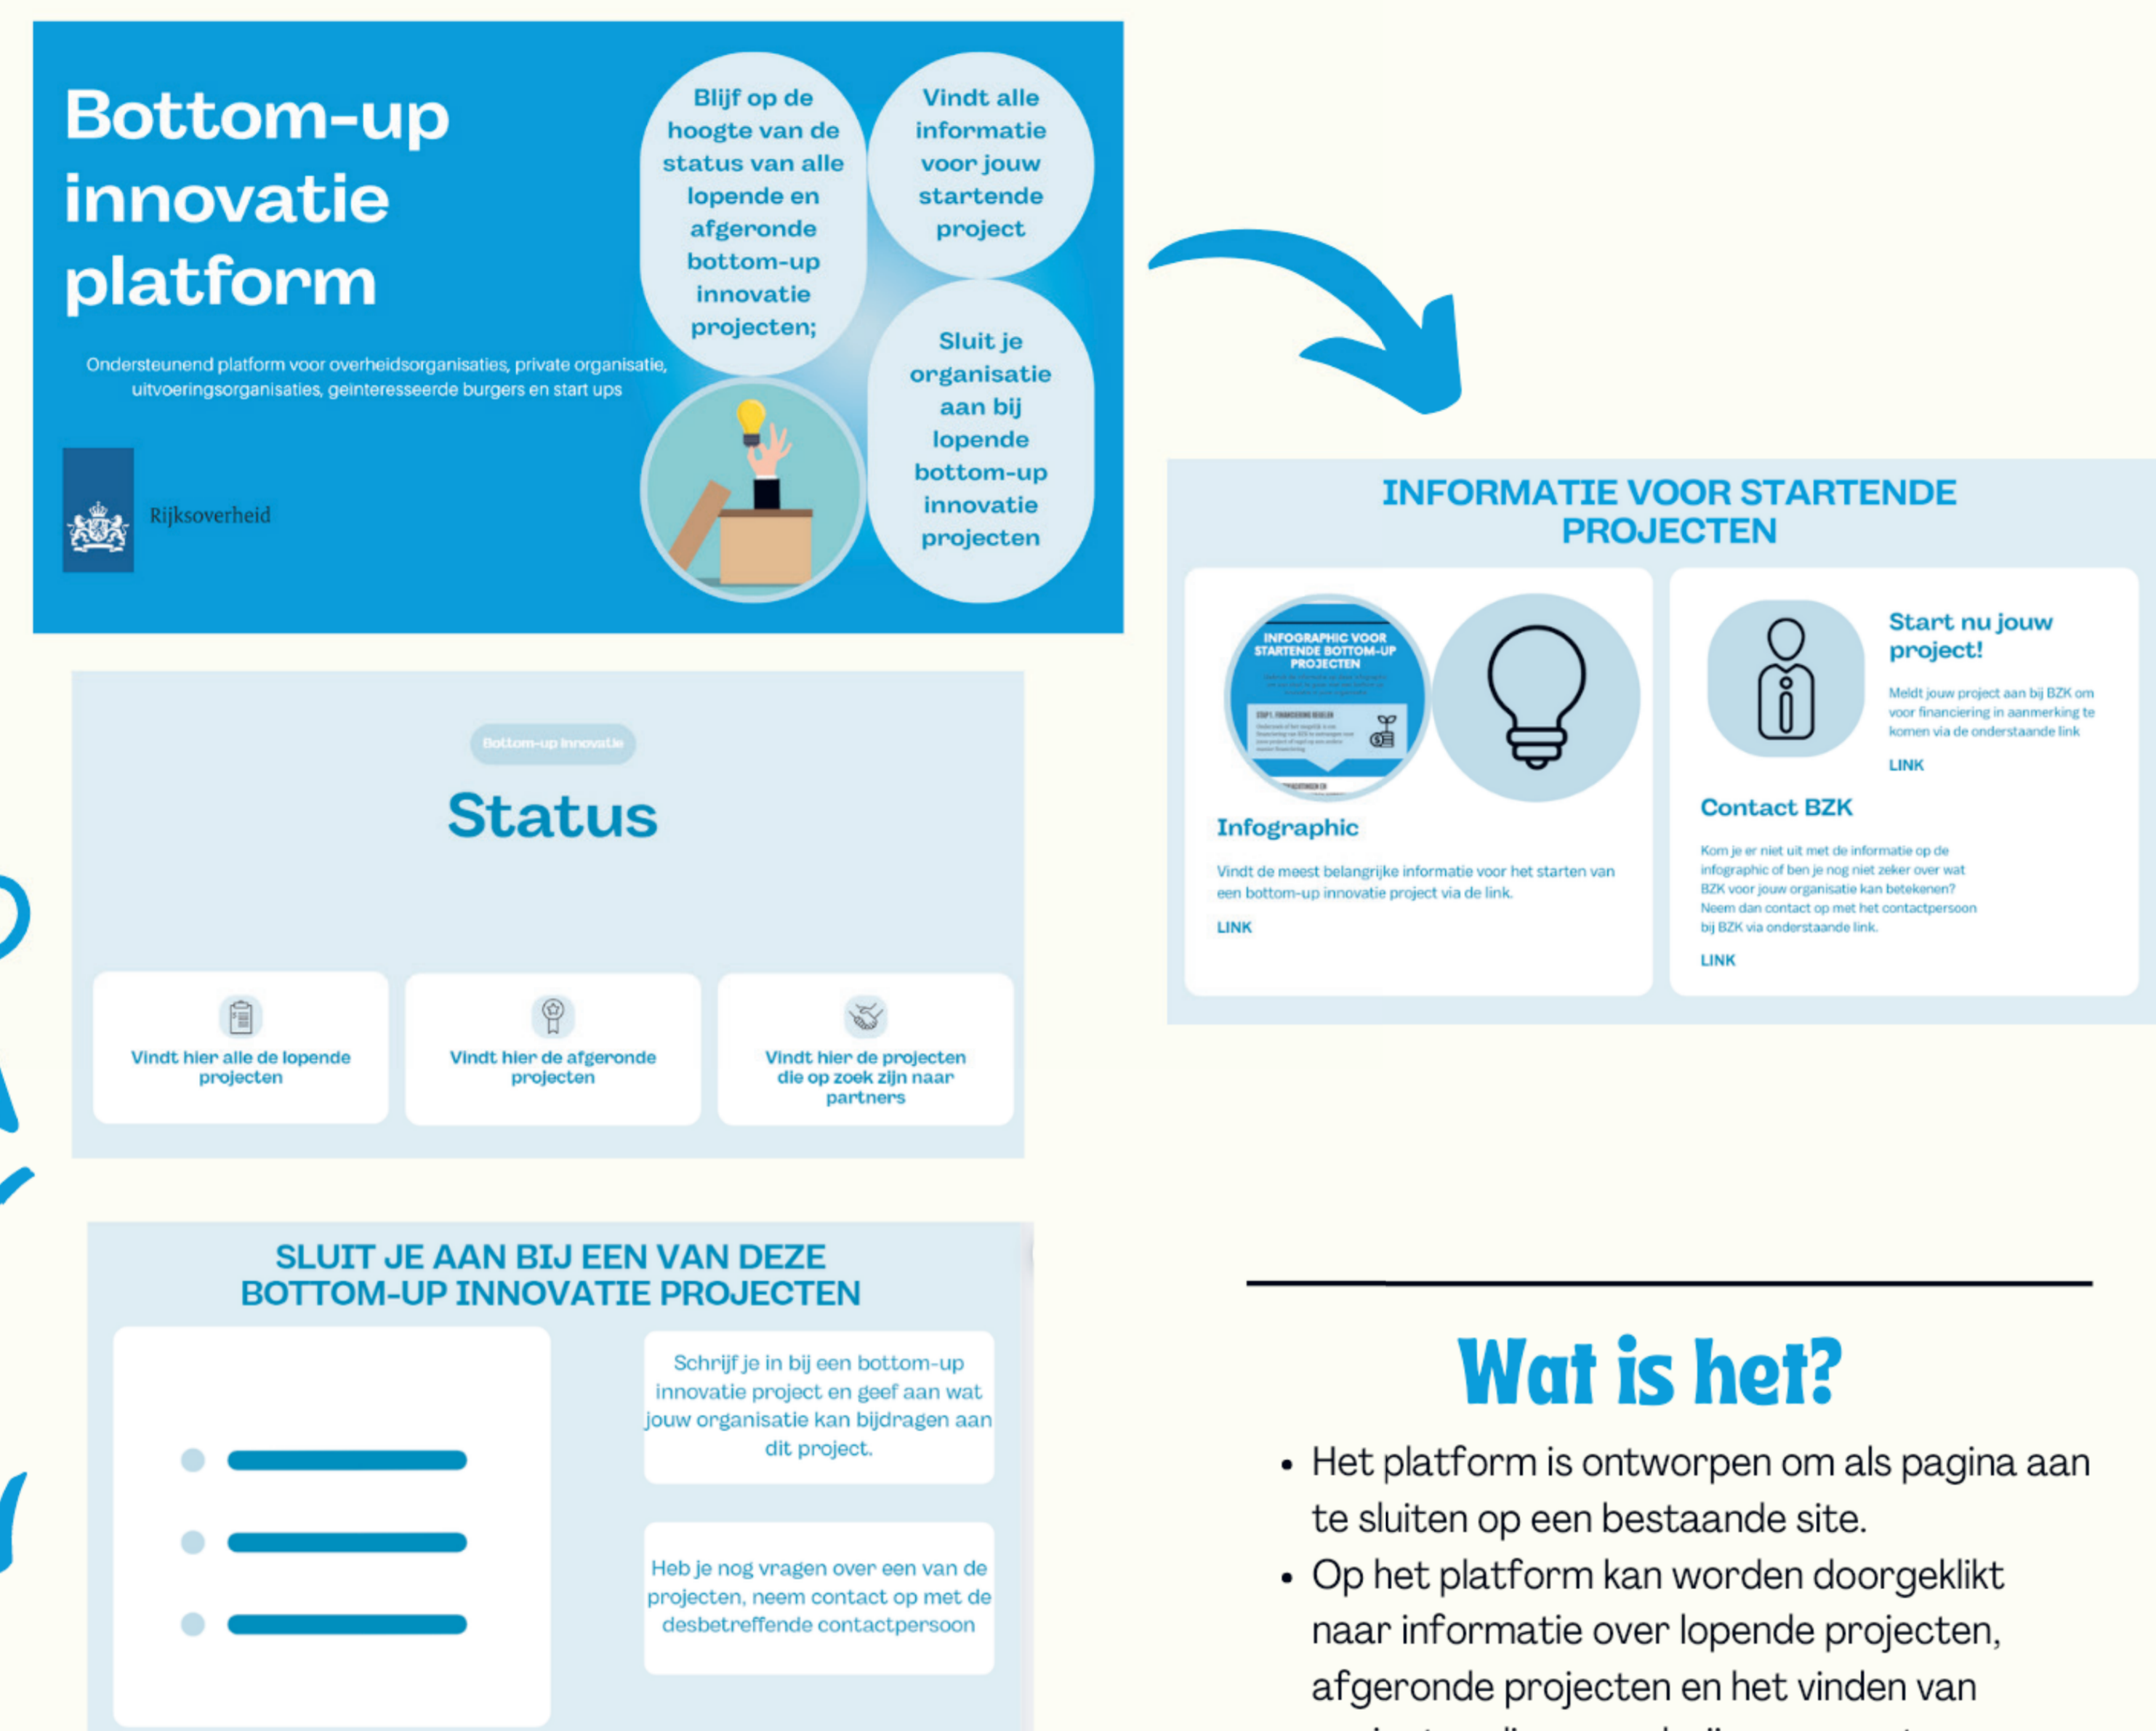 Bottom-up
innovatie
platform
Ondersteunend platform voor overheidsorganisaties, private organisatie,
uitvoeringsorganisaties, geinteresseerde burgers en start ups
Rijksoverheid
Blijf op de
hoogte van de
status van alle
lopende en
afgeronde
bottom-up
innovatie
projecten;
Vindt alle
informatie
voor jouw
startende
project
Sluit je
organisatie
aan bij
lopende
bottom-up
innovatie
projecten
INFORMATIE VOOR STARTENDE
PROJECTEN
INFOGRAPHIC VOOR
STARTENDE BOTTOM-UP
PROJECTEN
STAP 1. FINANCIERING REGELEN
Infographic
Vindt de meest belangrijke informatie voor het starten van
een bottom-up innovatie project via de link.
LINK
Start nu jouw
project!
Meldt jouw project aan bij BZK om
voor financiering in aanmerking te
komen via de onderstaande link
LINK
Contact BZK
Kom je er niet uit met de informatie op de
infographic of ben je nog niet zeker over wat
BZK voor jouw organisatie kan betekenen?
Neem dan contact op met het contactpersoon
bij BZK via onderstaande link.
LINK
Bottom-up Innovatie
Status
Vindt hier alle de lopende
projecten
Vindt hier de afgeronde
projecten
Vindt hier de projecten
die op zoek zijn naar
partners
SLUIT JE AAN BIJ EEN VAN DEZE
BOTTOM-UP INNOVATIE PROJECTEN
Schrijf je in bij een bottom-up
innovatie project en geef aan wat
jouw organisatie kan bijdragen aan
dit project.
Heb je nog vragen over een van de
projecten, neem contact op met de
desbetreffende contactpersoon
Wat is het?
• Het platform is ontworpen om als pagina aan
te sluiten op een bestaande site.
• Op het platform kan worden doorgeklikt
naar informatie over lopende projecten,
afgeronde projecten en het vinden van